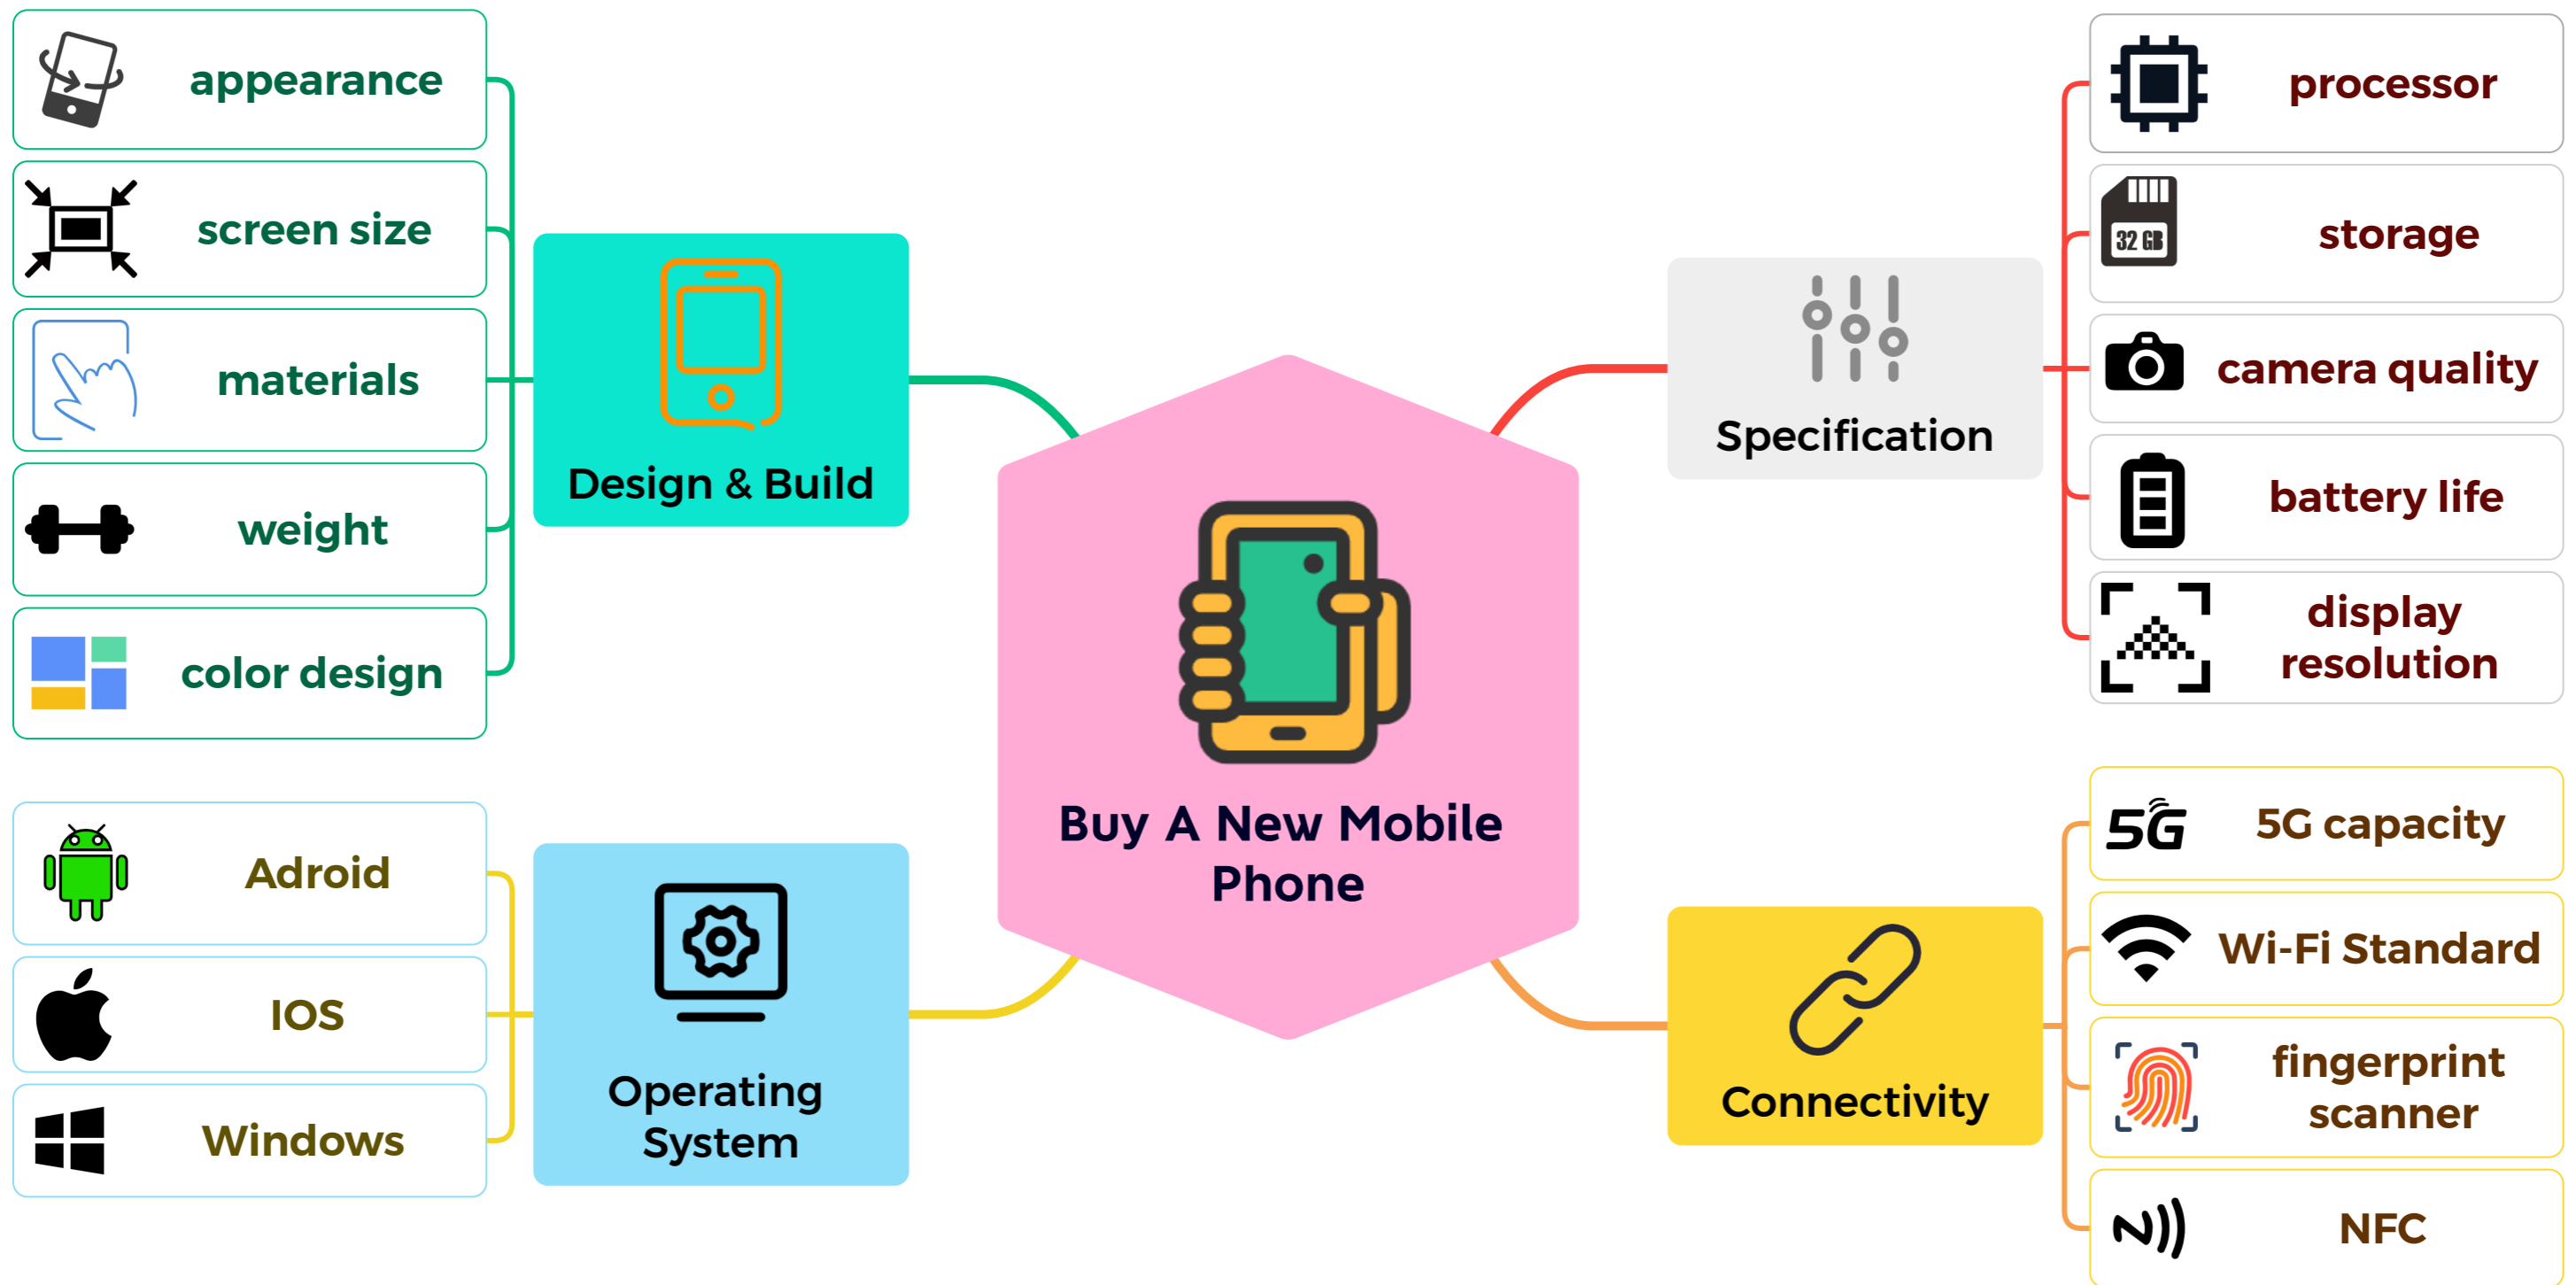 appearance
screen size
materials
weight
color design
Design & Build
Adroid
IOS
Windows
Operating
System
Buy A New Mobile
Phone
Specification
processor
32 GB
storage
camera quality
battery life
display
resolution
Connectivity
5G
5G capacity
Wi-Fi Standard
fingerprint
scanner
NFC